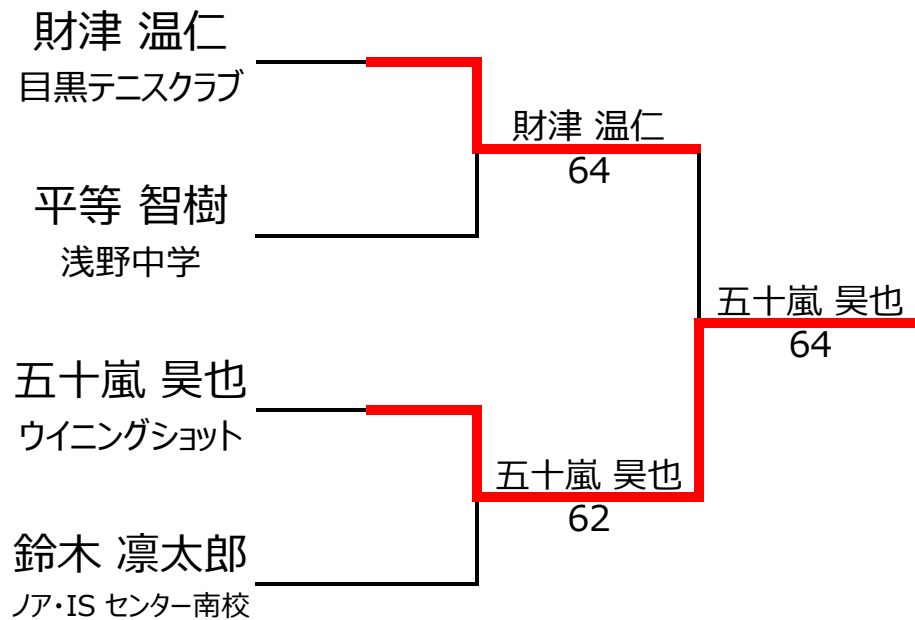 財津 温仁
目黒テニスクラブ
平等 智樹
浅野中学
五十嵐 昊也
ウイニングショット
鈴木 凛太郎
ノア・IS センター南校
財津 温仁
64
五十嵐 昊也
62
五十嵐 昊也
64